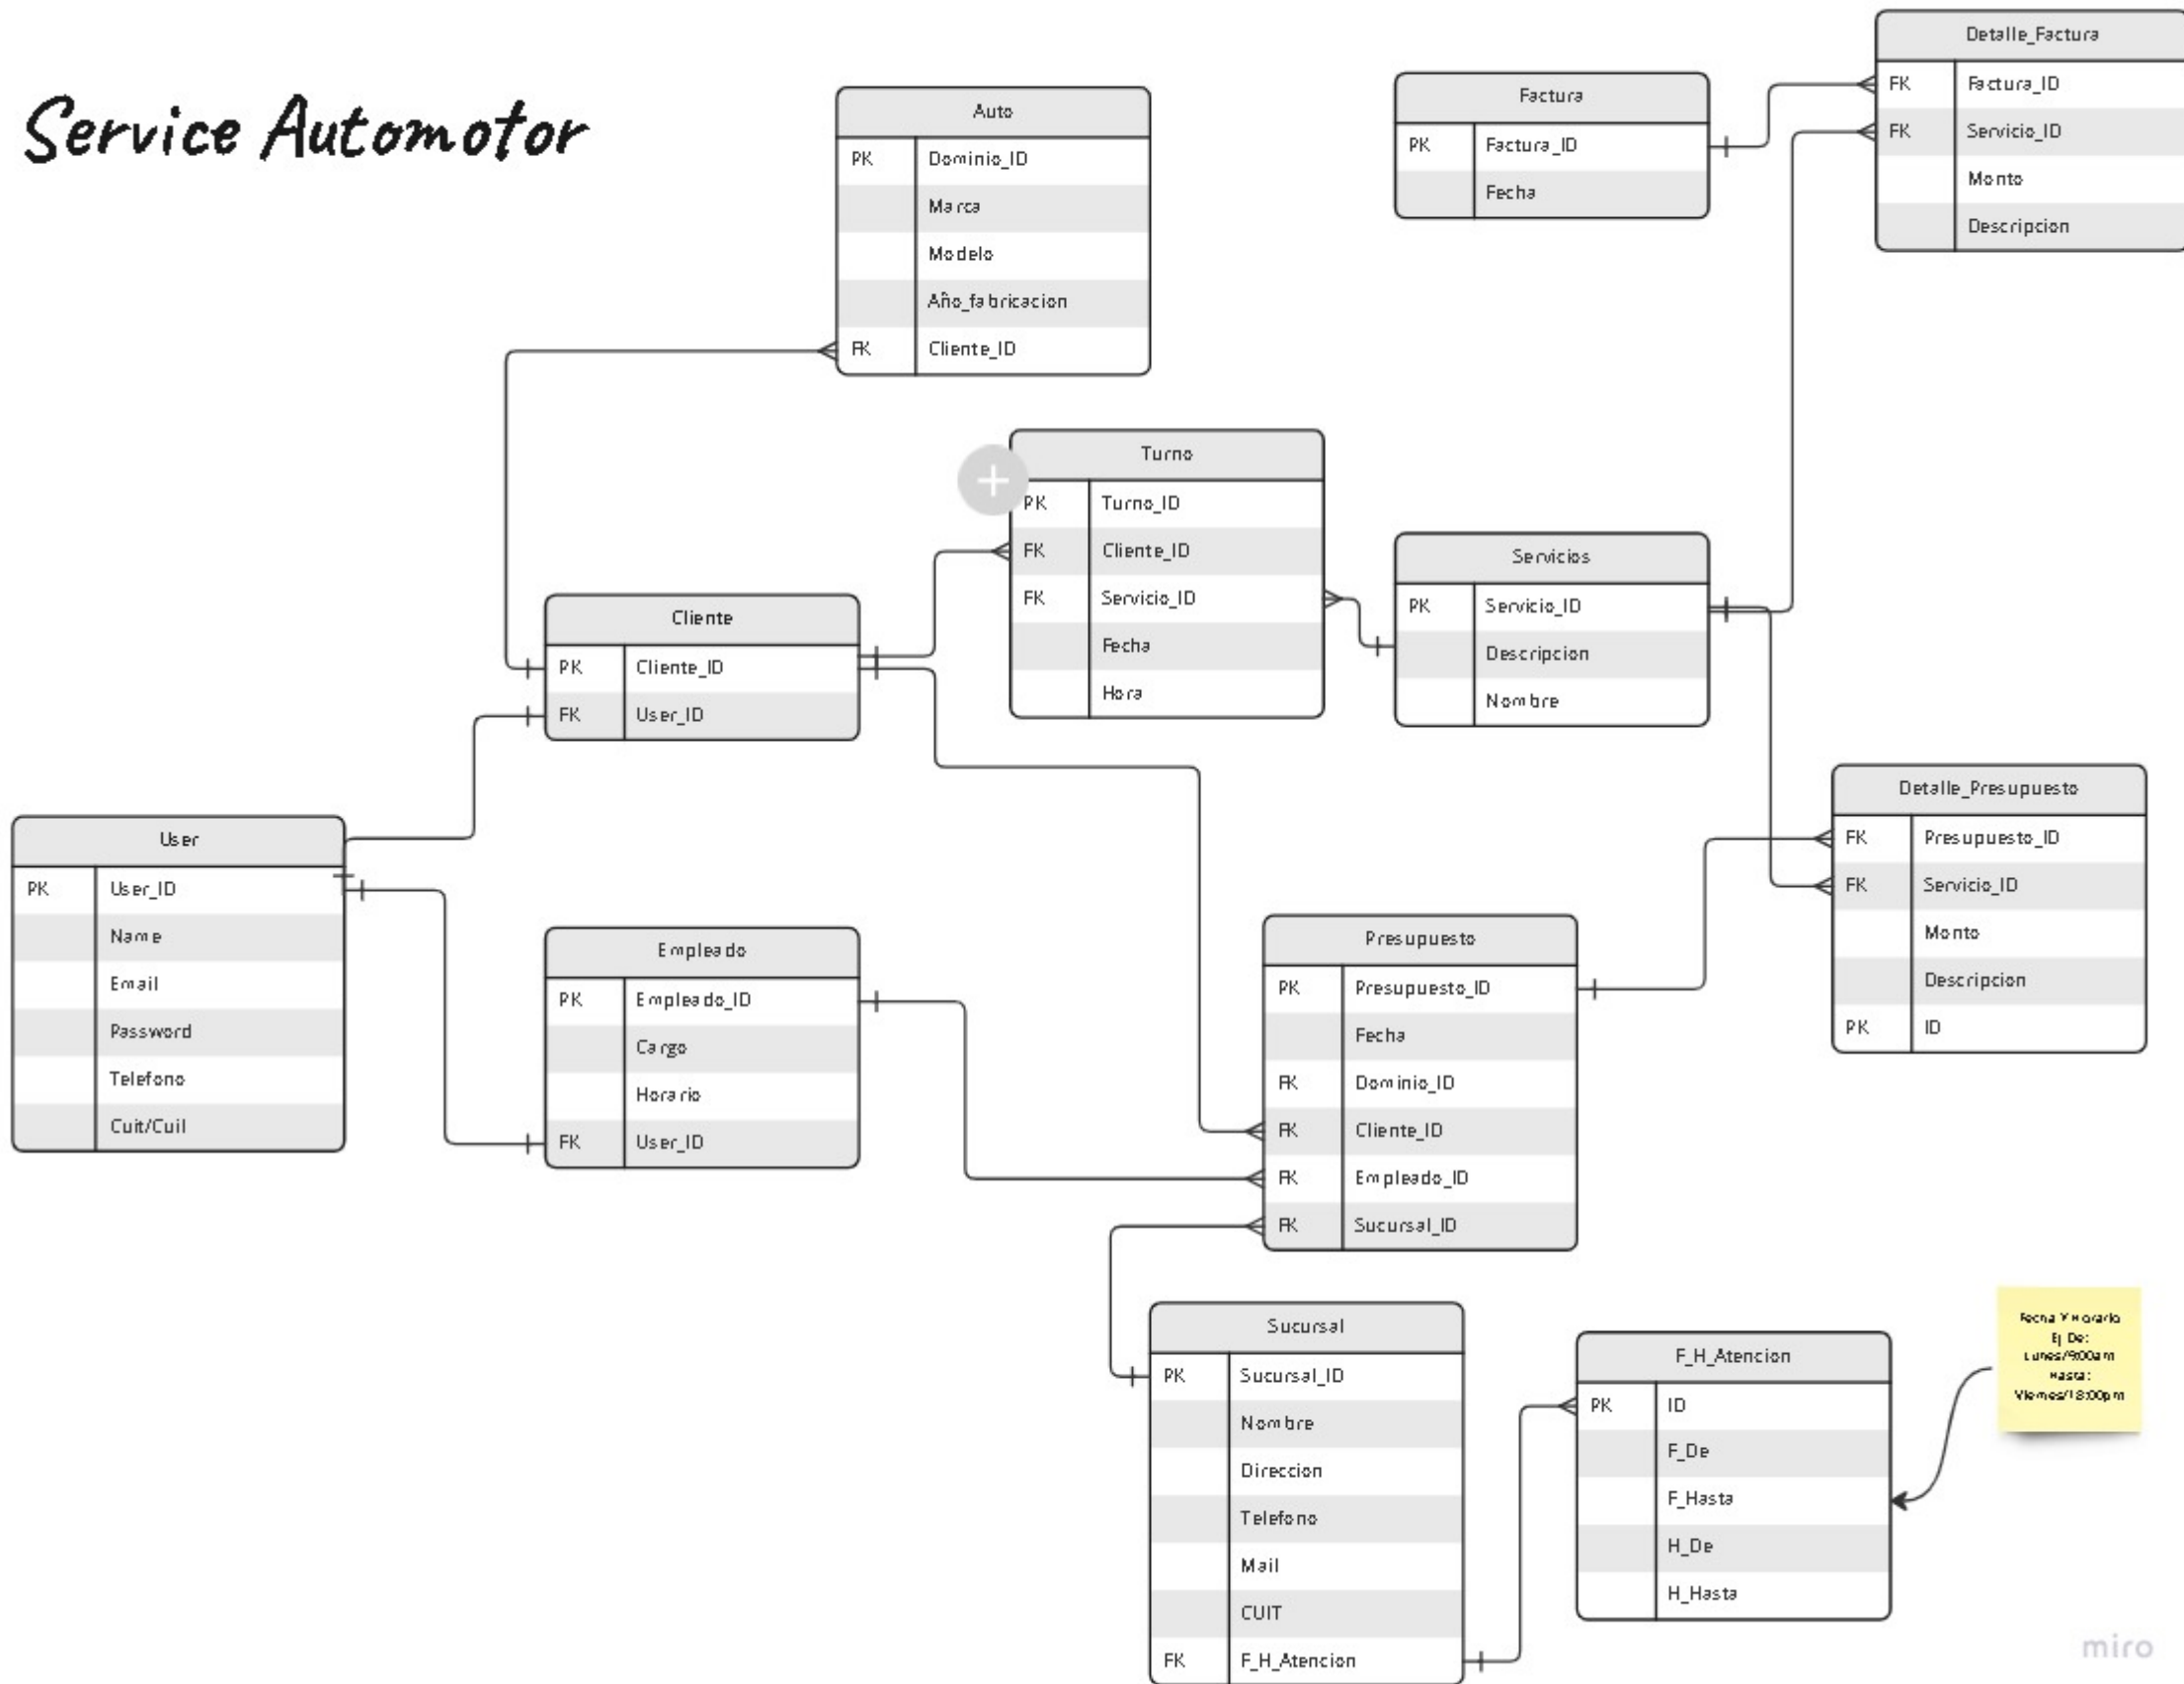 Service Automotor
Auto
PK Dominio_ID
Marca
Modelo
Año_fabricacion
FK Cliente_ID
Factura
PK Factura_ID
Fecha
Detalle_Factura
FK Factura_ID
FK Servicio_ID
Monto
Descripcion
Turno
PK Turno_ID
FK Cliente_ID
FK Servicio_ID
Fecha
Hora
Servicios
PK Servicio_ID
Descripcion
Nombre
Cliente
PK Cliente_ID
FK User_ID
User
PK User_ID
Name
Email
Password
Telefono
Cuit/Cuil
Empleado
PK Empleado_ID
Cargo
Horario
FK User_ID
Presupuesto
PK Presupuesto_ID
Fecha
FK Dominio_ID
FK Cliente_ID
FK Empleado_ID
FK Sucursal_ID
Detalle_Presupuesto
FK Presupuesto_ID
FK Servicio_ID
Monto
Descripcion
PK ID
Sucursal
PK Sucursal_ID
Nombre
Direccion
Telefono
Mail
CUIT
FK F_H_Atencion
F_H_Atencion
PK ID
F_De
F_Hasta
H_De
H_Hasta
Fecha Y Horario
Ej De:
Lunes/9:00am
Hasta:
Viernes/18:00pm
miro